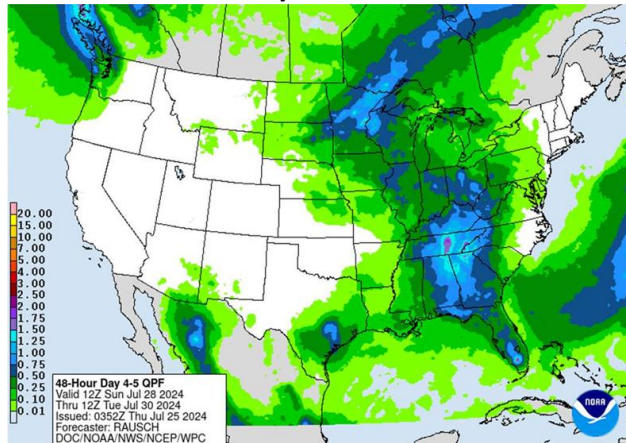 20.00
15.00
10.00
7.00
5.00
4.00
3.00
2.50
2.00
1.75
1.50
1.25
1.00
0.75
0.50
0.25
0.10
0.01
48-Hour Day 4-5 QPF
Valid 12Z Sun Jul 28 2024
Thru 12Z Tue Jul 30 2024
Issued: 0352Z Thu Jul 25 2024
Forecaster: RAUSCH
DOC/NOAA/NWS/NCEP/WPC
NOAA